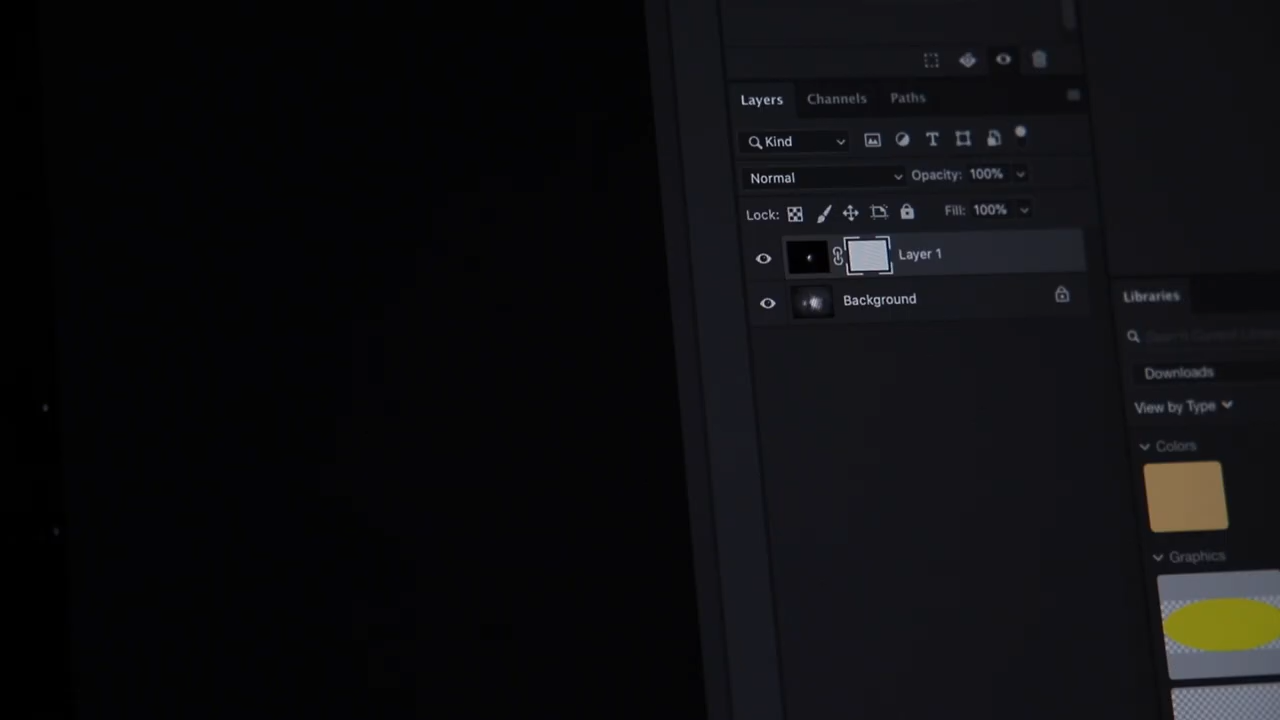 Layers Channels Paths
Kind
Normal Opacity: 100%
Lock: Fill: 100%
Layer 1
Background
Libraries
Downloads
View by Type
Colors
Graphics